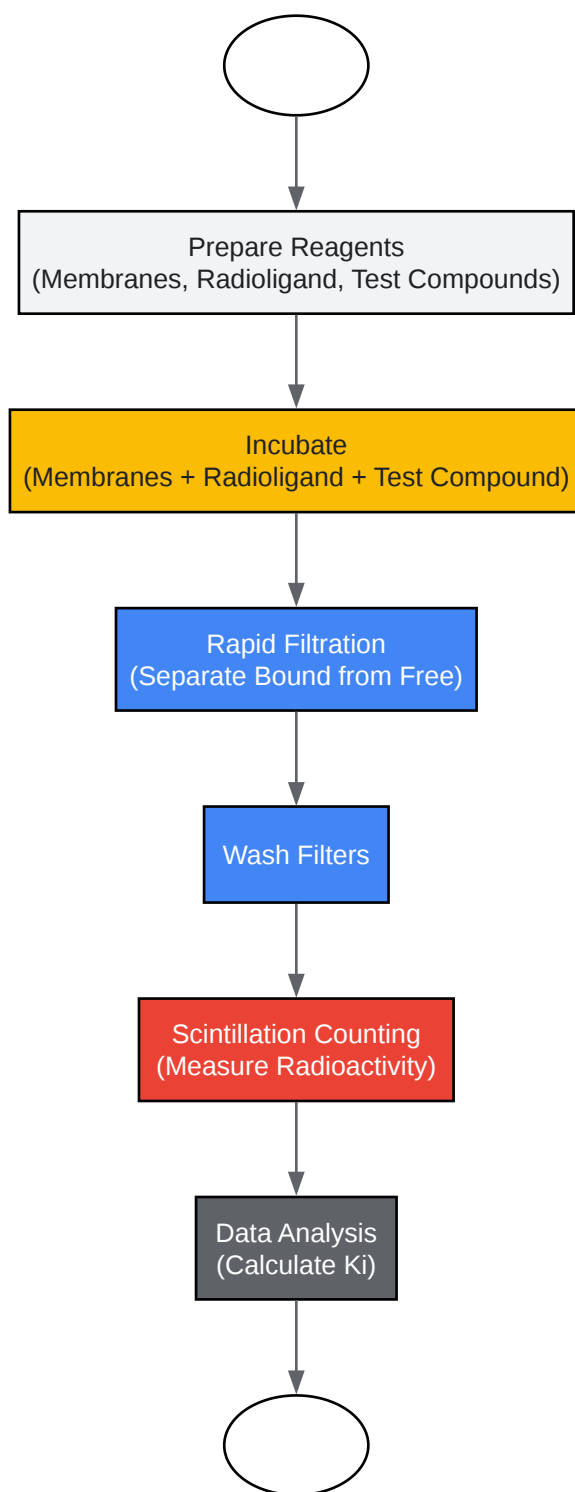 Prepare Reagents
(Membranes, Radioligand, Test Compounds)
Incubate
(Membranes + Radioligand + Test Compound)
Rapid Filtration
(Separate Bound from Free)
Wash Filters
Scintillation Counting
(Measure Radioactivity)
Data Analysis
(Calculate Ki)